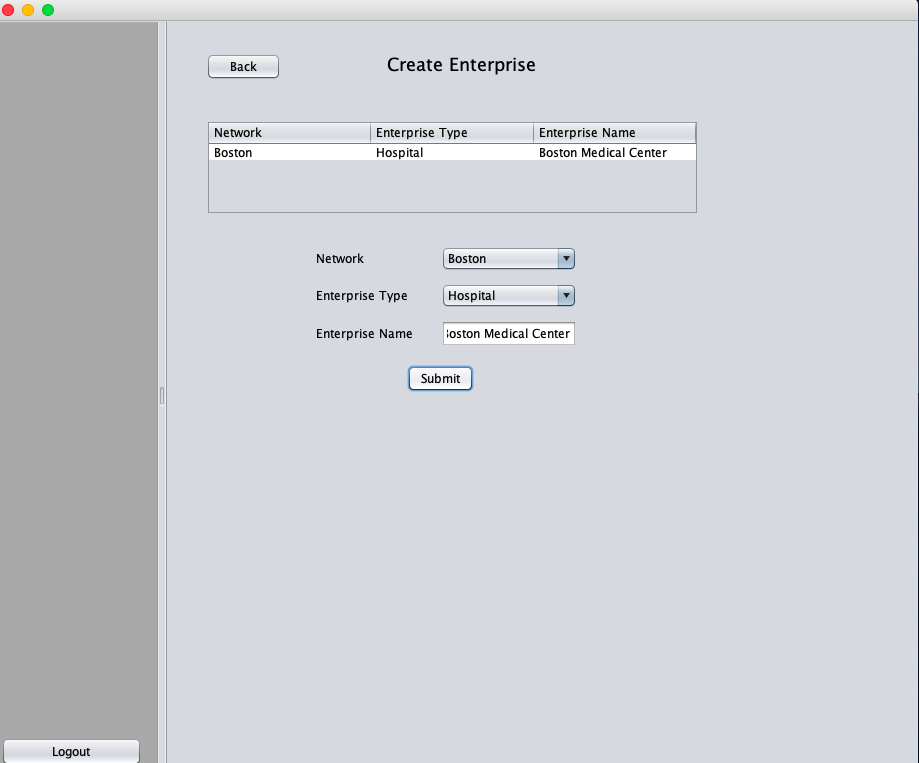 Back
Create Enterprise
Network Enterprise Type Enterprise Name
Boston Hospital Boston Medical Center
Network Boston
Enterprise Type Hospital
Enterprise Name oston Medical Center
Submit
Logout